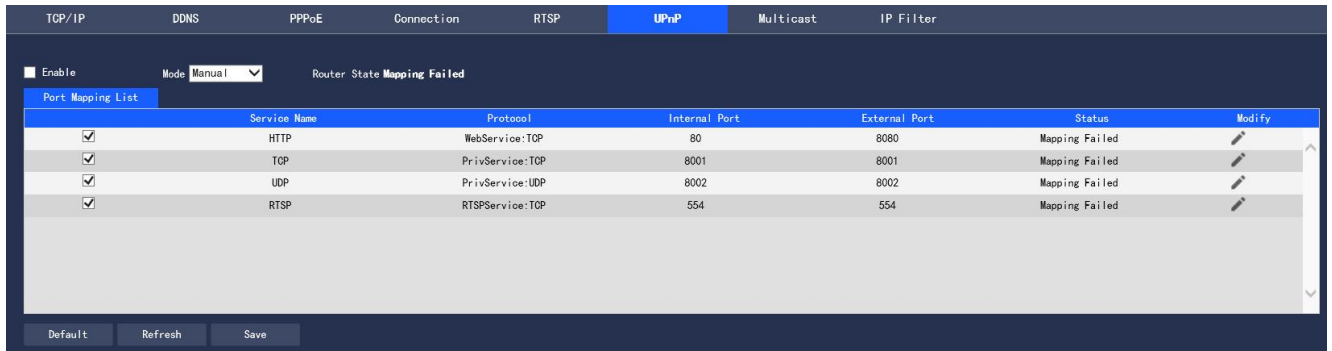 TCP/IP DDNS PPPoE Connection RTSP UPnP Multicast IP Filter
Enable Mode Manual Router State Mapping Failed
Port Mapping List
Service Name Protocol Internal Port External Port Status Modify
HTTP WebService:TCP 80 8080 Mapping Failed
TCP PrivService:TCP 8001 8001 Mapping Failed
UDP PrivService:UDP 8002 8002 Mapping Failed
RTSP RTSPService:TCP 554 554 Mapping Failed
Default Refresh Save